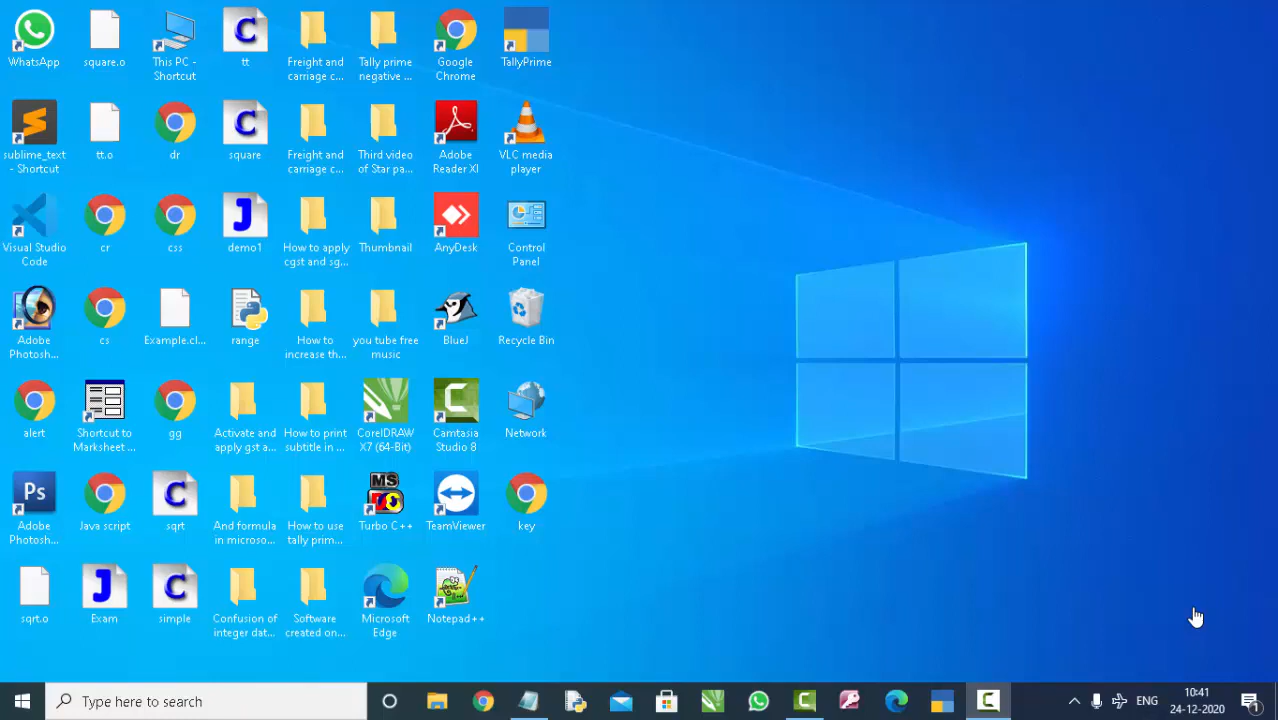 WhatsApp
square.o
This PC -
Shortcut
tt
Freight and
carriage c...
Tally prime
negative ...
Google
Chrome
TallyPrime
sublime_text
- Shortcut
tt.o
dr
square
Freight and
carriage c...
Third video
of Star pa...
Adobe
Reader XI
VLC media
player
Visual Studio
Code
cr
css
demo1
How to apply
cgst and sg...
Thumbnail
AnyDesk
Control
Panel
Adobe
Photosh...
cs
Example.cl...
range
How to
increase th...
you tube free
music
BlueJ
Recycle Bin
alert
Shortcut to
Marksheet ...
gg
Activate and
apply gst a...
How to print
subtitle in ...
CorelDRAW
X7 (64-Bit)
Camtasia
Studio 8
Network
Ps
Adobe
Photosh...
Java script
sqrt
And formula
in microso...
How to use
tally prim...
MS
Turbo C++
TeamViewer
key
sqrt.o
Exam
simple
Confusion of
integer dat...
Software
created on...
Microsoft
Edge
Notepad++
Type here to search
ENG
10:41
24-12-2020
1